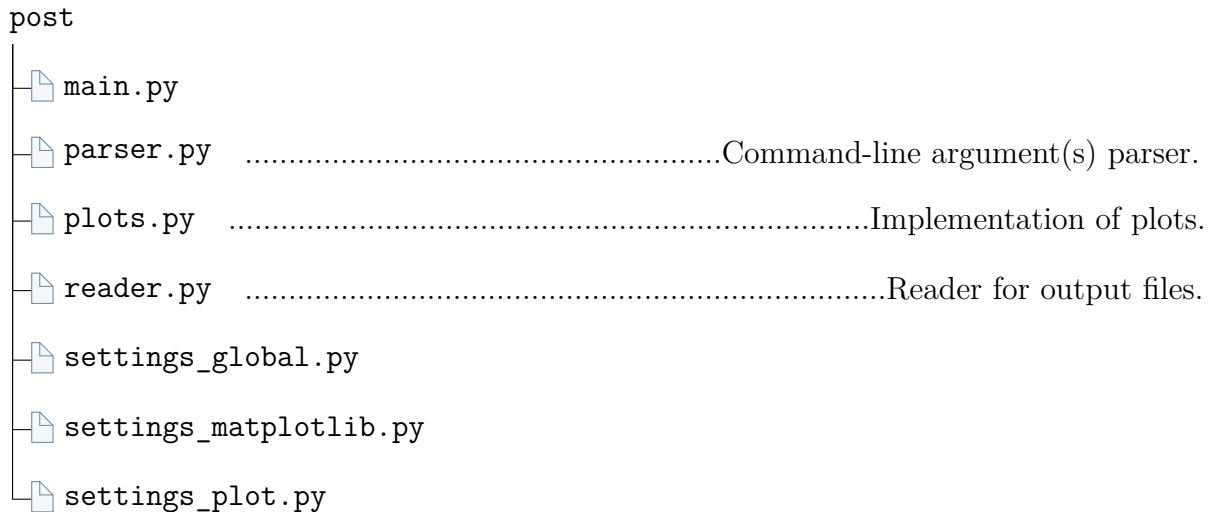 post
main.py
parser.py ........................................................Command-line argument(s) parser.
plots.py ...........................................................................Implementation of plots.
reader.py ...........................................................................Reader for output files.
settings_global.py
settings_matplotlib.py
settings_plot.py